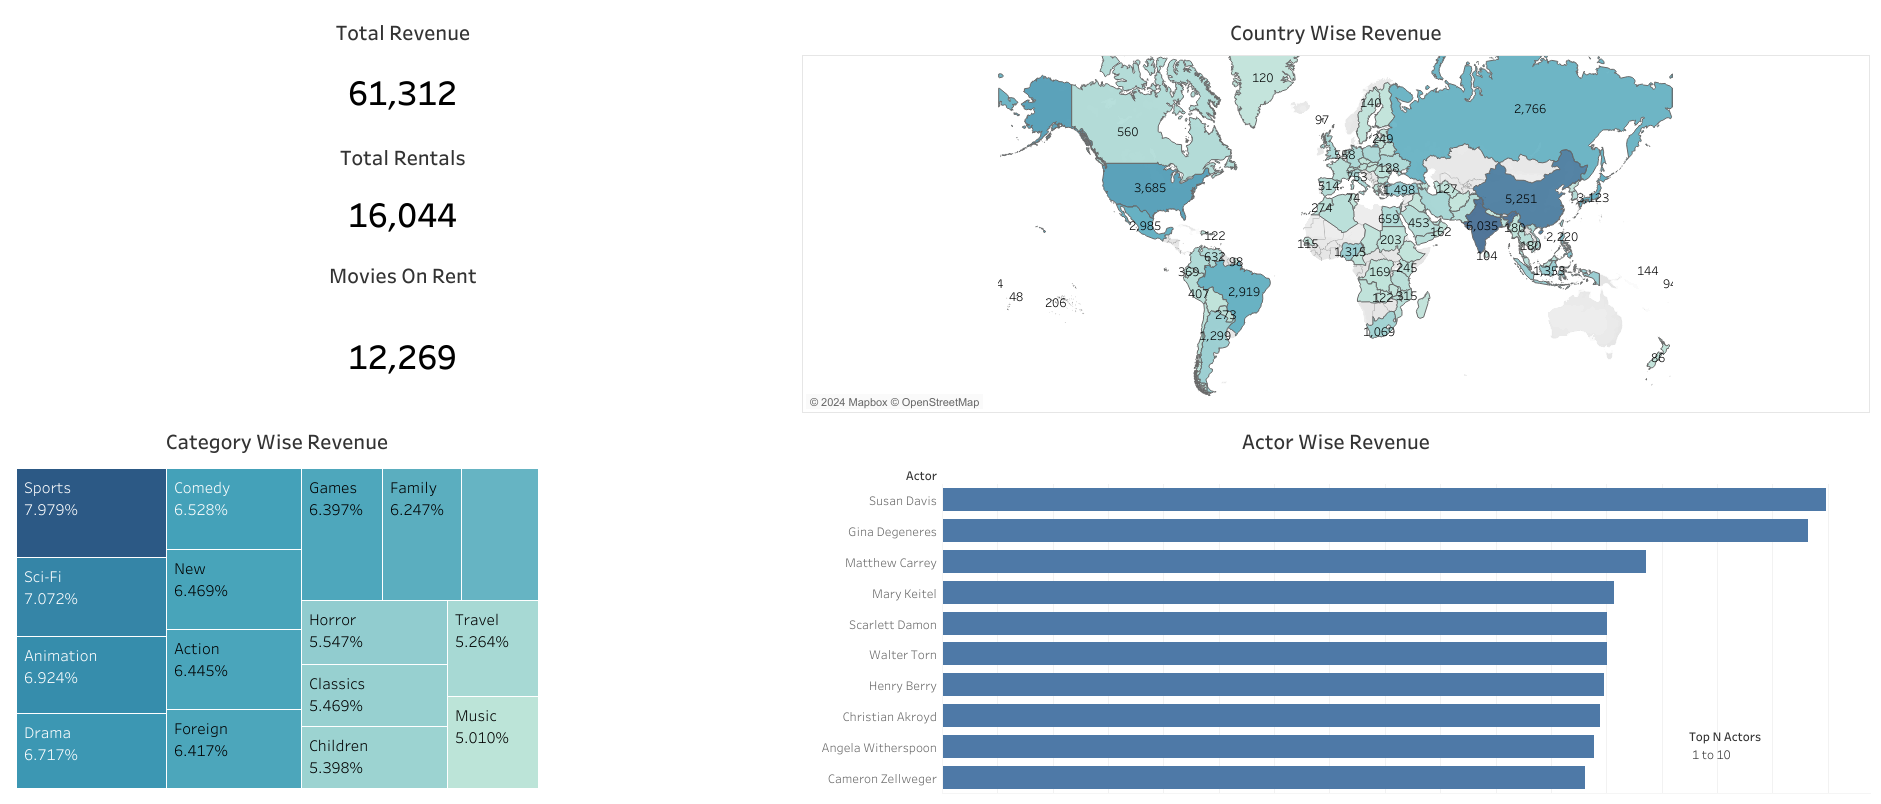 Total Revenue
61,312
Total Rentals
16,044
Movies On Rent
12,269
Country Wise Revenue
120
140
2,766
97
560
249
558
128
753
514
1,498
127
3,685
5,251
3,123
74
274
2,985
659
453
162
6,035
180
122
115
1,315
203
2,220
180
632
98
104
369
169
245
1,353
144
4
48
206
407
2,919
122
315
94
273
1,299
1,069
86
© 2024 Mapbox © OpenStreetMap
Category Wise Revenue
Sports
7.979%
Sci-Fi
7.072%
Animation
6.924%
Drama
6.717%
Comedy
6.528%
New
6.469%
Action
6.445%
Foreign
6.417%
Games
6.397%
Family
6.247%
Horror
5.547%
Classics
5.469%
Children
5.398%
Travel
5.264%
Music
5.010%
Actor Wise Revenue
Actor
Susan Davis
Gina Degeneres
Matthew Carrey
Mary Keitel
Scarlett Damon
Walter Torn
Henry Berry
Christian Akroyd
Angela Witherspoon
Cameron Zellweger
Top N Actors
1 to 10